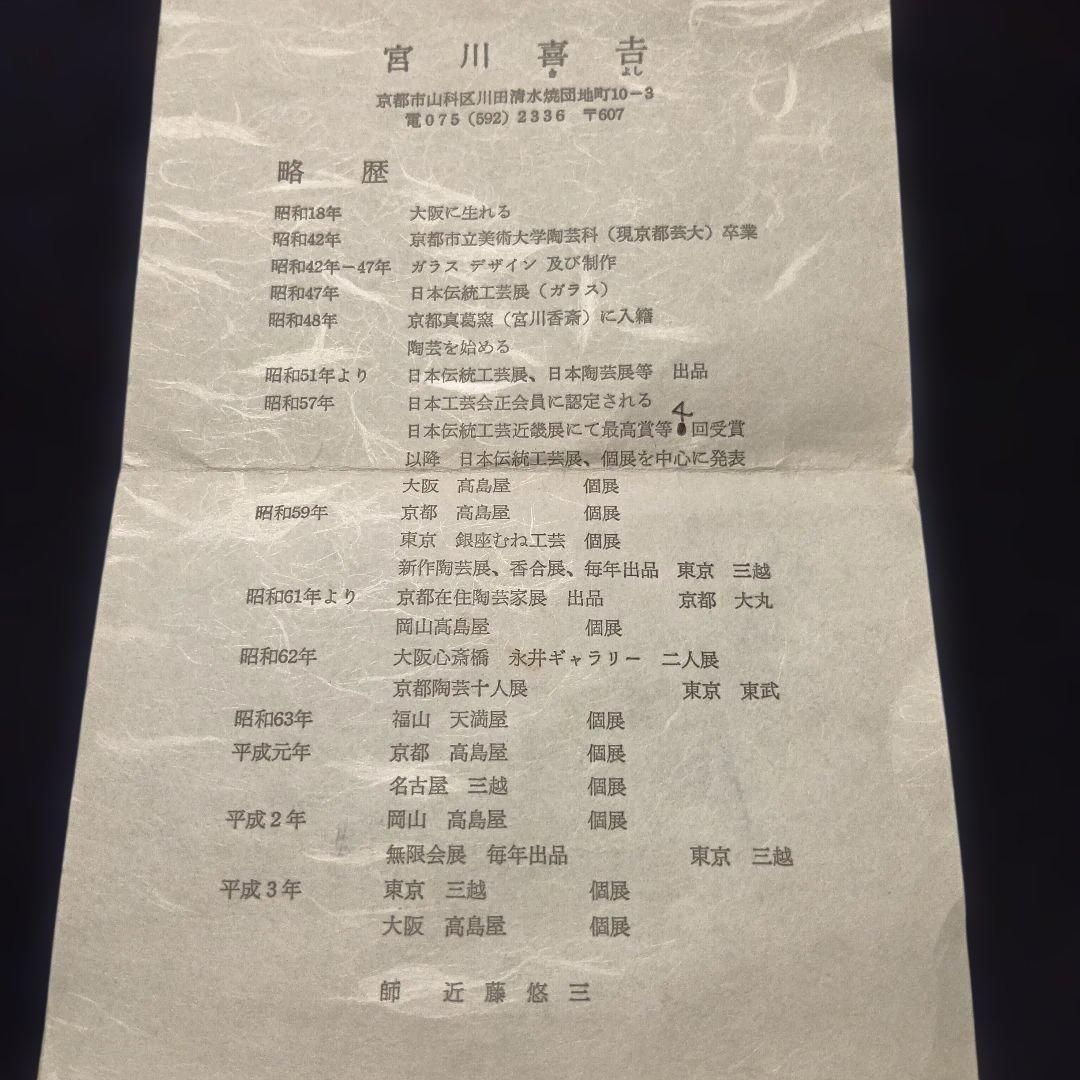 宮川喜𠮷
き よし
京都市山科区川田清水焼団地町10−3
電075(592)2336 〒607
略歴
昭和18年 大阪に生れる
昭和42年 京都市立美術大学陶芸科(現京都芸大)卒業
昭和42年−47年 ガラス デザイン 及び制作
昭和47年 日本伝統工芸展(ガラス)
昭和48年 京都真葛窯(宮川香斎)に入籍
陶芸を始める
昭和51年より 日本伝統工芸展、日本陶芸展等 出品
昭和57年 日本工芸会正会員に認定される
日本伝統工芸近畿展にて最高賞等4回受賞
以降 日本伝統工芸展、個展を中心に発表
大阪 高島屋 個展
昭和59年 京都 高島屋 個展
東京 銀座むね工芸 個展
新作陶芸展、香合展、毎年出品 東京 三越
昭和61年より 京都在住陶芸家展 出品 京都 大丸
岡山高島屋 個展
昭和62年 大阪心斎橋 永井ギャラリー 二人展
京都陶芸十人展 東京 東武
昭和63年 福山 天満屋 個展
平成元年 京都 高島屋 個展
名古屋 三越 個展
平成2年 岡山 高島屋 個展
無限会展 毎年出品 東京 三越
平成3年 東京 三越 個展
大阪 高島屋 個展
師 近藤悠三